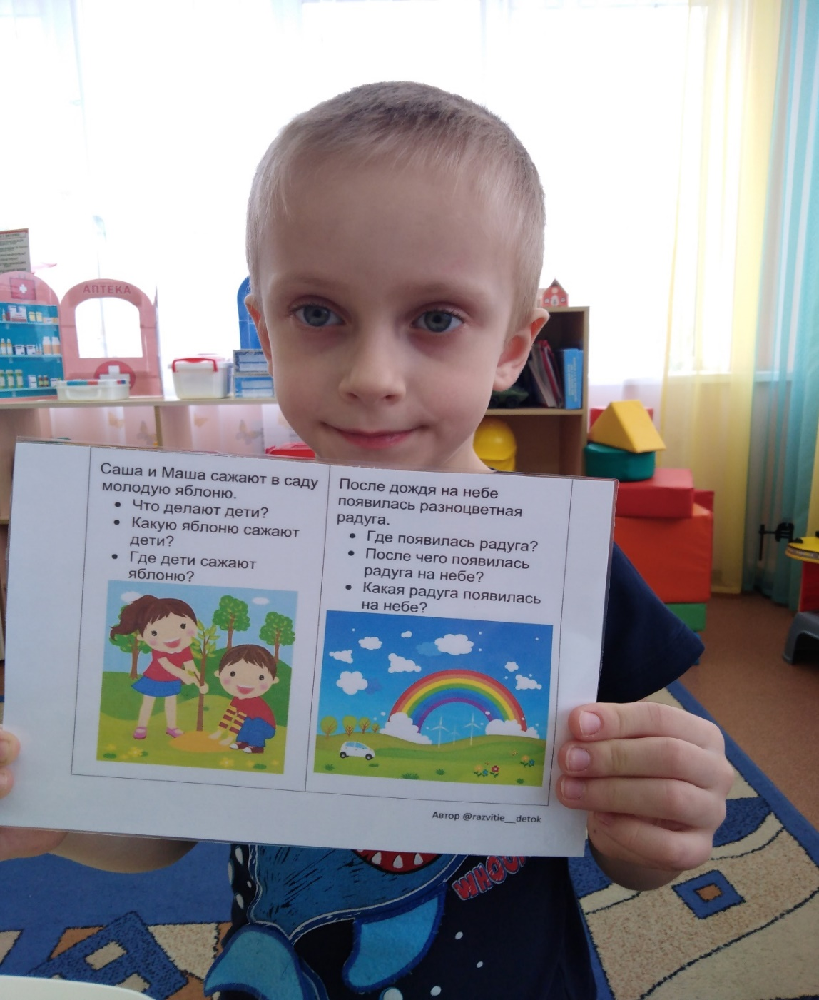 АПТЕКА
Саша и Маша сажают в саду
молодую яблоню.
• Что делают дети?
• Какую яблоню сажают
дети?
• Где дети сажают
яблоню?
После дождя на небе
появилась разноцветная
радуга.
• Где появилась радуга?
• После чего появилась
радуга на небе?
• Какая радуга появилась
на небе?
Автор @razvitie__detok